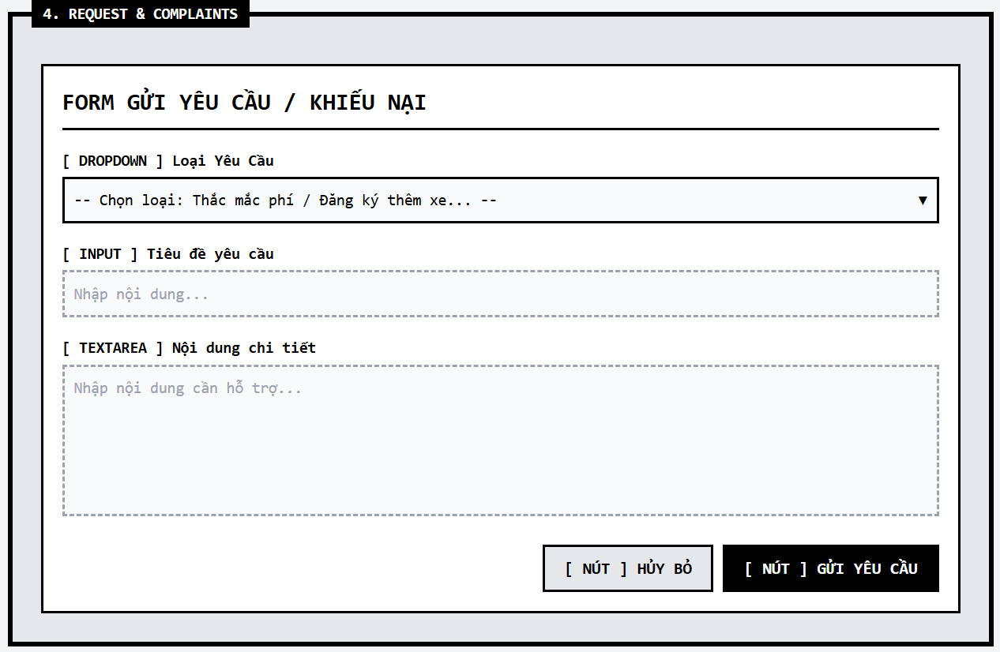 4. REQUEST & COMPLAINTS
FORM GỬI YÊU CẦU / KHIẾU NẠI
[ DROPDOWN ] Loại Yêu Cầu
-- Chọn loại: Thắc mắc phí / Đăng ký thêm xe... -- ▼
[ INPUT ] Tiêu đề yêu cầu
Nhập nội dung...
[ TEXTAREA ] Nội dung chi tiết
Nhập nội dung cần hỗ trợ...
[ NÚT ] HỦY BỎ
[ NÚT ] GỬI YÊU CẦU